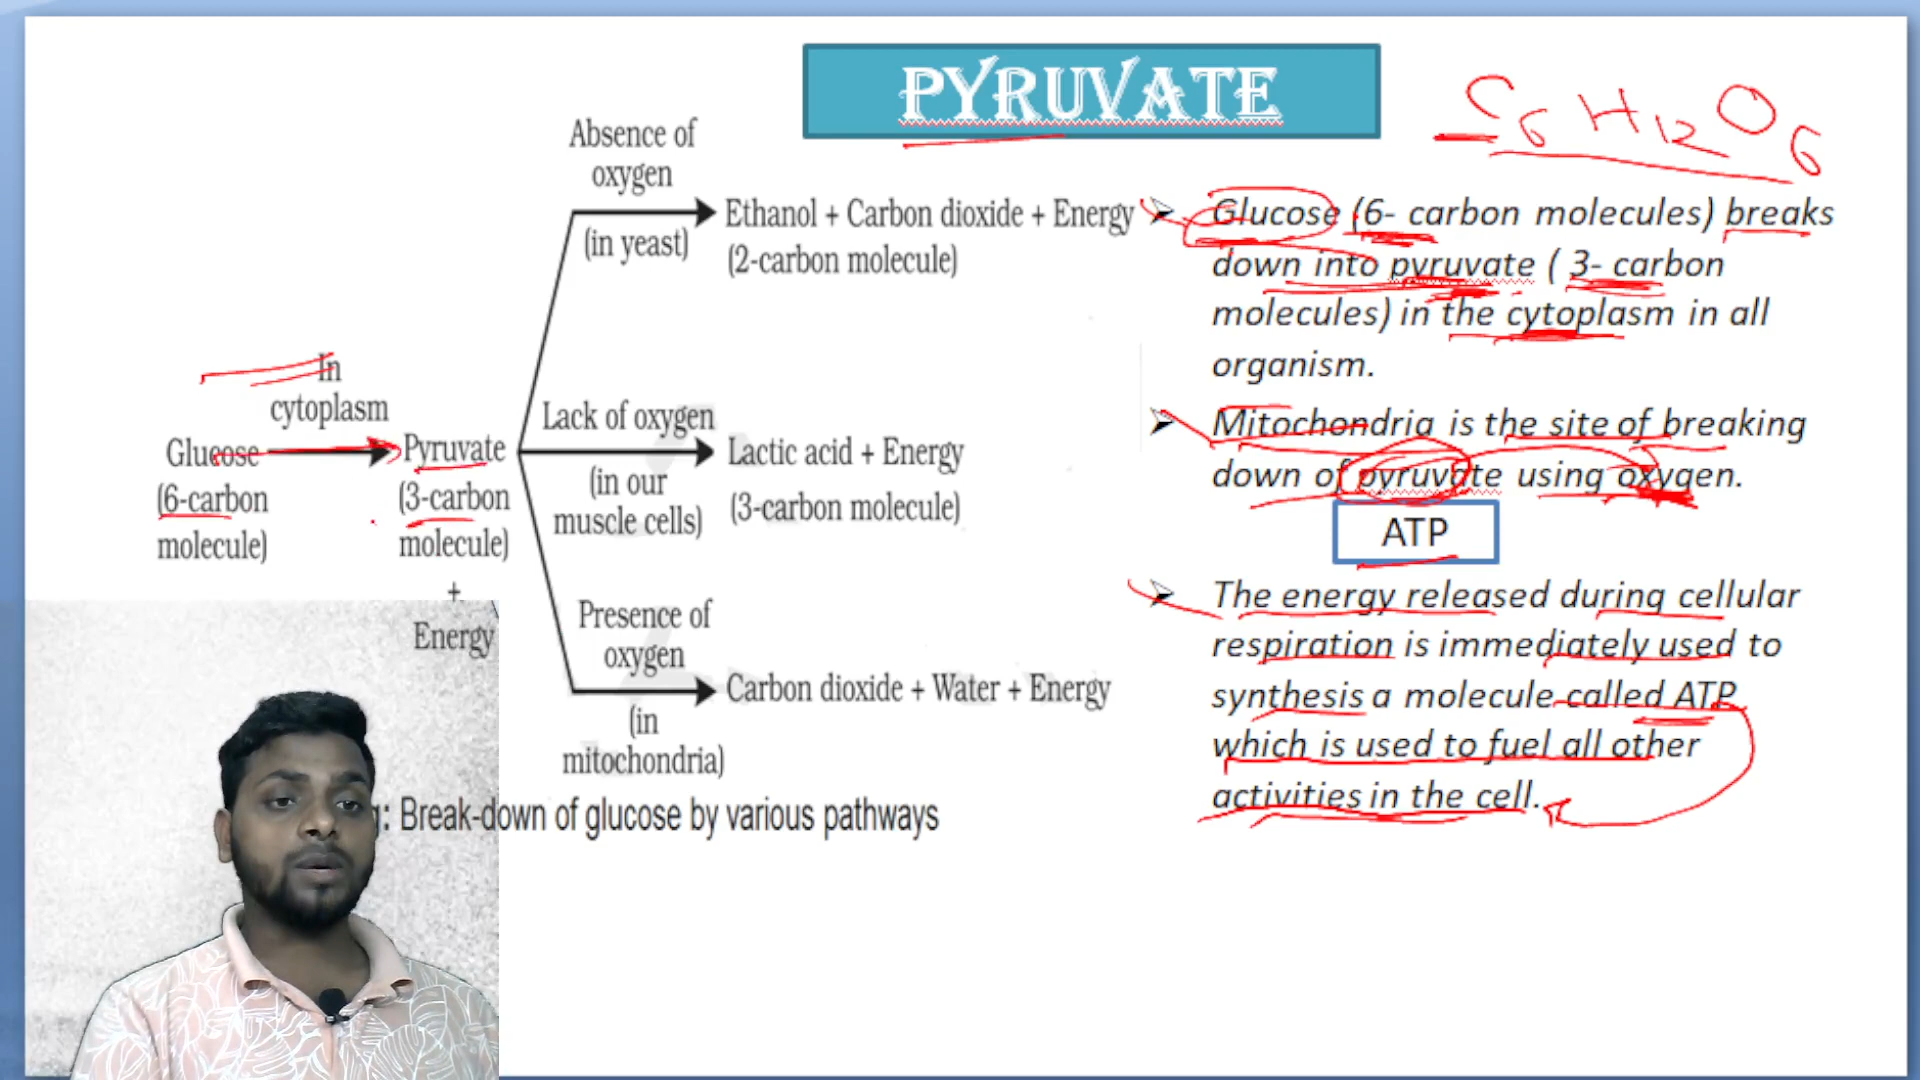 PYRUVATE
C6H12O6
Absence of
oxygen
(in yeast)
Ethanol + Carbon dioxide + Energy
(2-carbon molecule)
In
cytoplasm
Glucose
(6-carbon
molecule)
Pyruvate
(3-carbon
molecule)
+
Energy
Lack of oxygen
(in our
muscle cells)
Lactic acid + Energy
(3-carbon molecule)
Presence of
oxygen
(in
mitochondria)
Carbon dioxide + Water + Energy
: Break-down of glucose by various pathways
Glucose (6- carbon molecules) breaks
down into pyruvate ( 3- carbon
molecules) in the cytoplasm in all
organism.
Mitochondria is the site of breaking
down of pyruvate using oxygen.
ATP
The energy released during cellular
respiration is immediately used to
synthesis a molecule called ATP
which is used to fuel all other
activities in the cell.